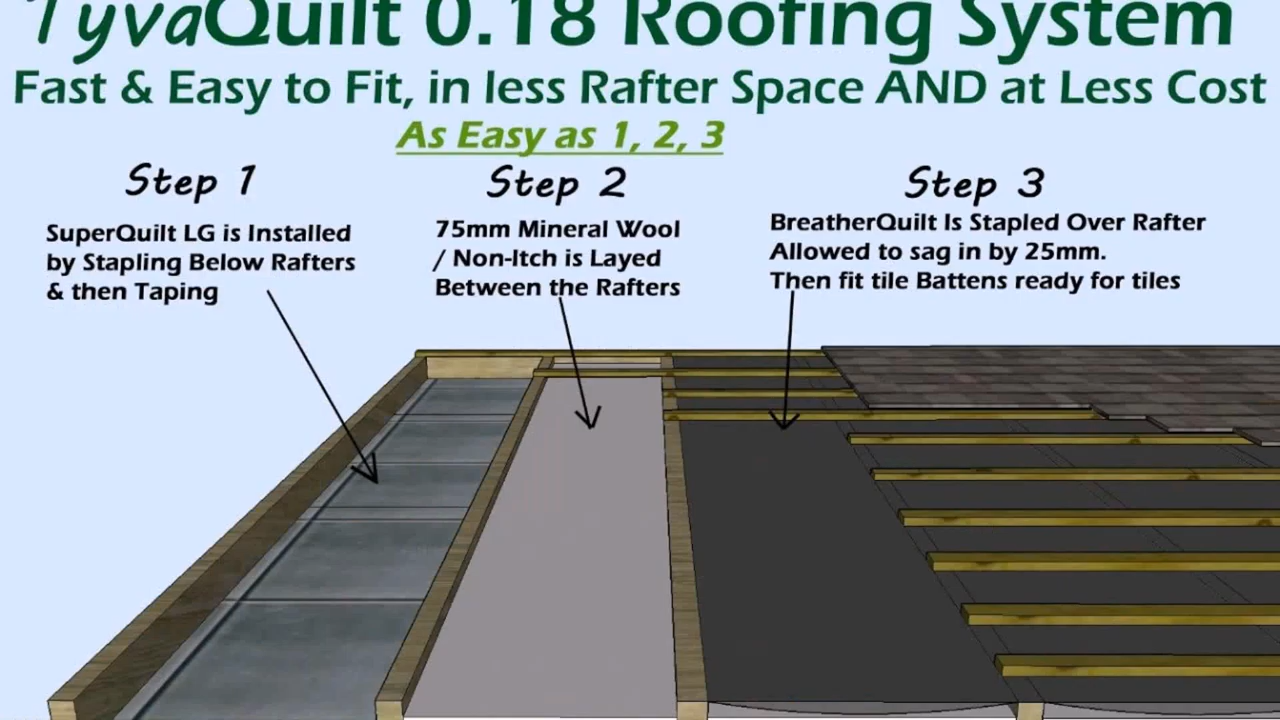 TyvaQuilt 0.18 Roofing System
Fast & Easy to Fit, in less Rafter Space AND at Less Cost
As Easy as 1, 2, 3
Step 1
SuperQuilt LG is Installed
by Stapling Below Rafters
& then Taping
Step 2
75mm Mineral Wool
/ Non-Itch is Layed
Between the Rafters
Step 3
BreatherQuilt Is Stapled Over Rafter
Allowed to sag in by 25mm.
Then fit tile Battens ready for tiles